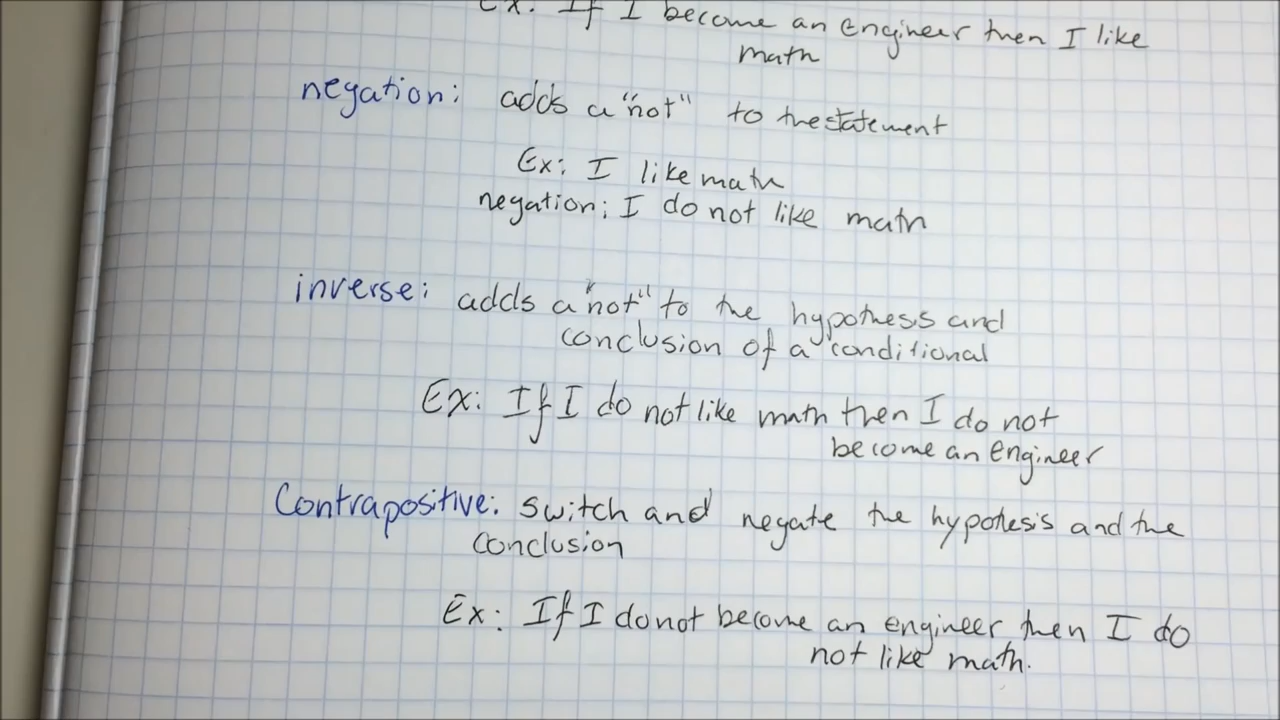 Ex: If I become an engineer then I like
math
negation: adds a "not" to the statement
Ex: I like math
negation: I do not like math
inverse: adds a "not" to the hypothesis and
conclusion of a conditional
Ex: If I do not like math then I do not
become an engineer
Contrapositive: switch and negate the hypothesis and the
conclusion
Ex: If I do not become an engineer then I do
not like math.